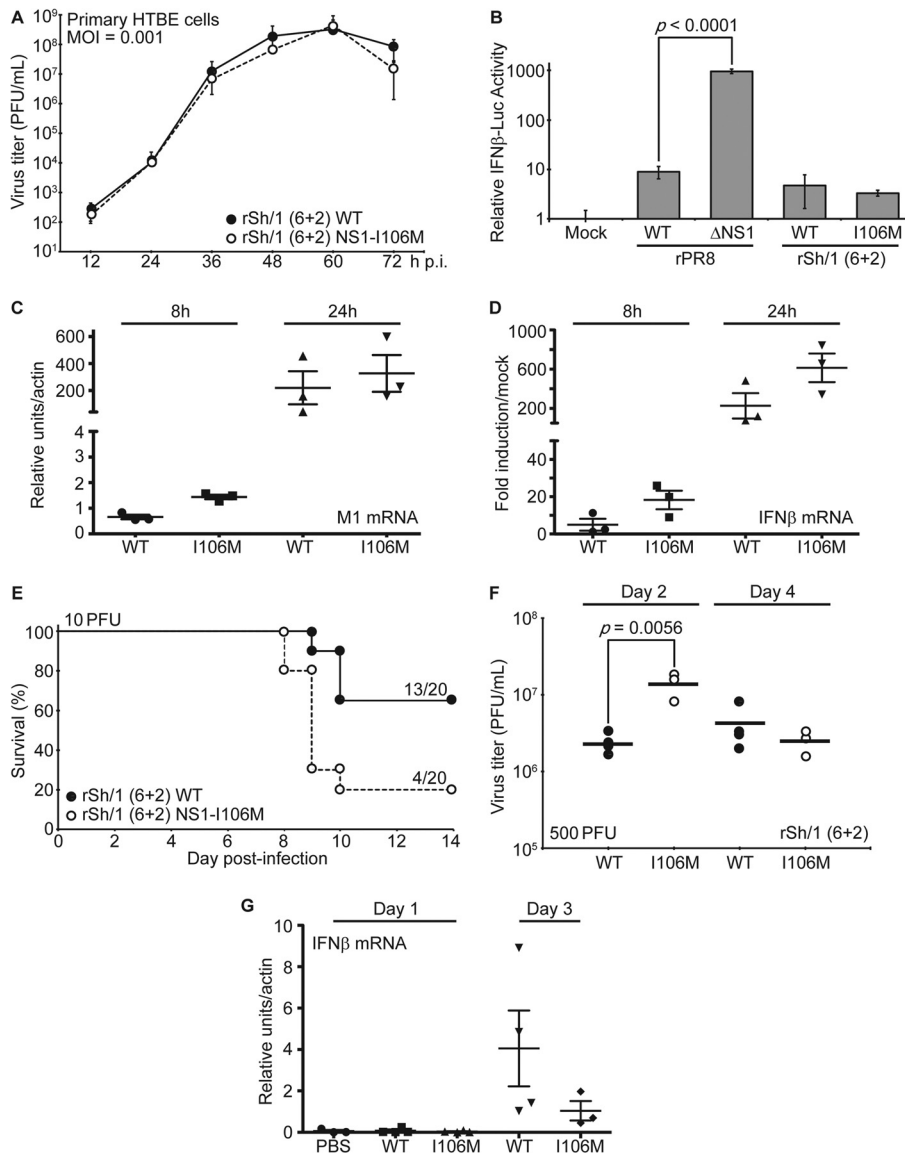 A
Primary HTBE cells
MOI = 0.001
Virus titer (PFU/mL)
10⁹
10⁸
10⁷
10⁶
10⁵
10⁴
10³
10²
10¹
rSh/1 (6+2) WT
rSh/1 (6+2) NS1-I106M
12 24 36 48 60 72 h p.i.
B
p < 0.0001
Relative IFNβ-Luc Activity
1000
100
10
1
Mock WT ΔNS1 WT I106M
rPR8 rSh/1 (6+2)
C
8h 24h
Relative units/actin
600
400
200
4
3
2
1
0
M1 mRNA
WT I106M WT I106M
D
8h 24h
Fold induction/mock
1000
800
600
400
200
40
20
0
IFNβ mRNA
WT I106M WT I106M
E
10 PFU
Survival (%)
100
80
60
40
20
0
13/20
4/20
rSh/1 (6+2) WT
rSh/1 (6+2) NS1-I106M
0 2 4 6 8 10 12 14
Day post-infection
F
Day 2 Day 4
p = 0.0056
Virus titer (PFU/mL)
10⁸
10⁷
10⁶
10⁵
500 PFU rSh/1 (6+2)
WT I106M WT I106M
G
Day 1 Day 3
IFNβ mRNA
Relative units/actin
10
8
6
4
2
0
PBS WT I106M WT I106M